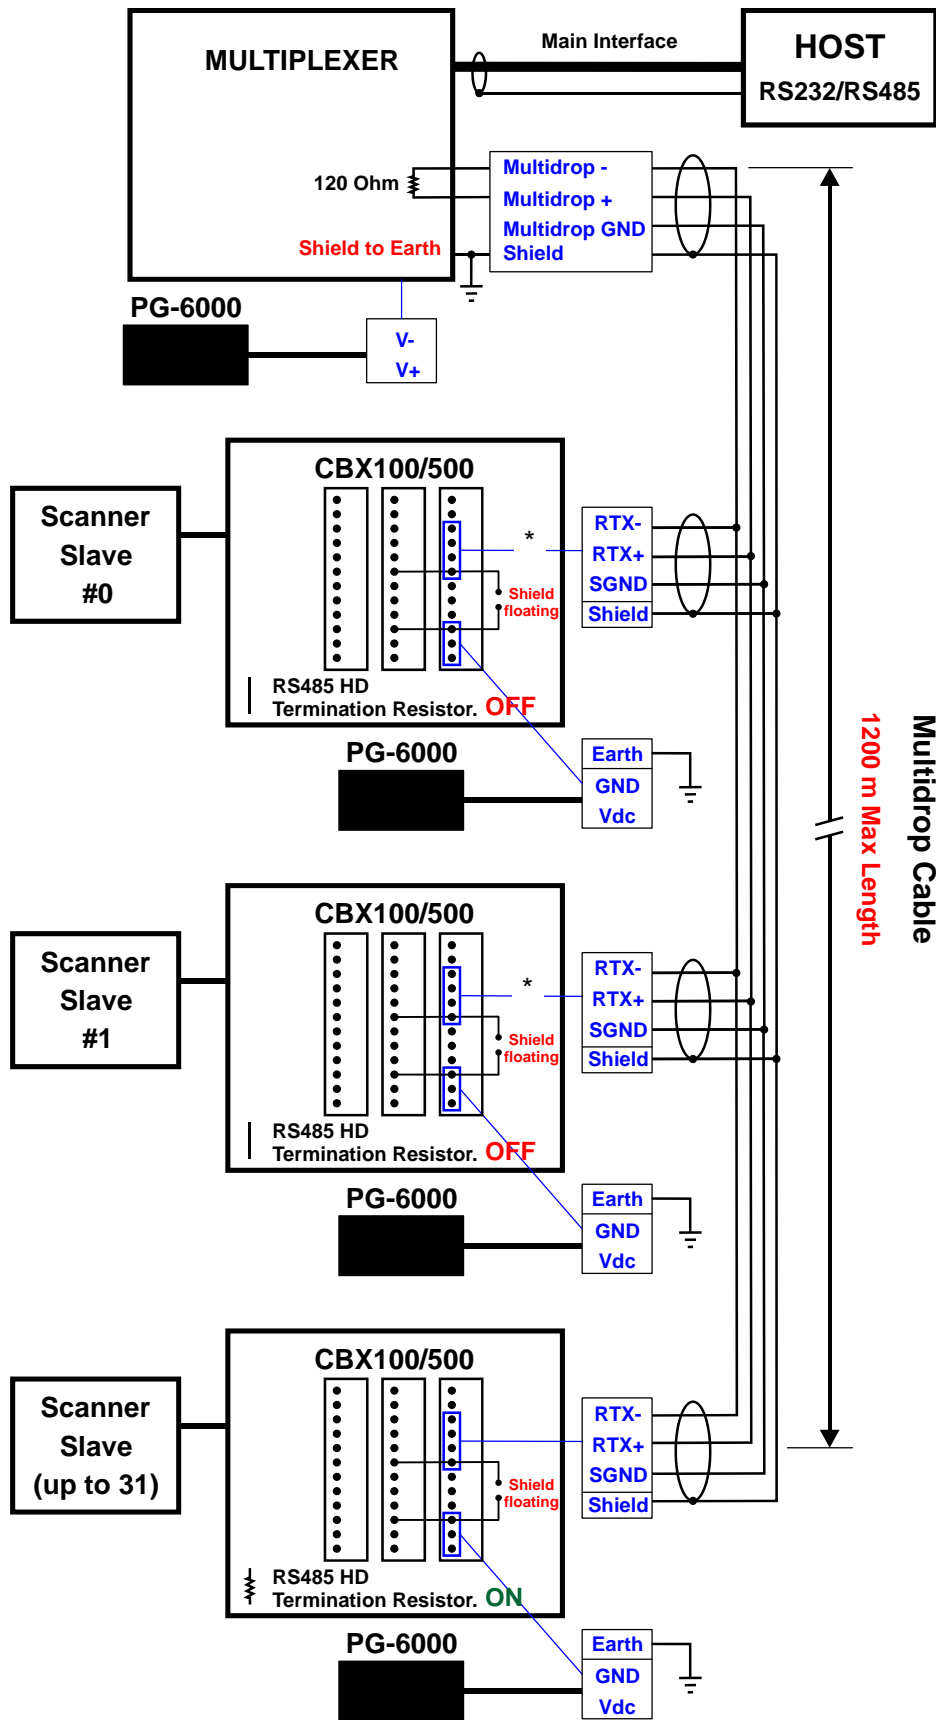 MULTIPLEXER
Main Interface
HOST
RS232/RS485
120 Ohm
Multidrop -
Multidrop +
Multidrop GND
Shield
Shield to Earth
PG-6000
V-
V+
CBX100/500
Scanner
Slave
#0
*
RTX-
RTX+
SGND
Shield
Shield
floating
RS485 HD
Termination Resistor. OFF
PG-6000
Earth
GND
Vdc
Multidrop Cable
1200 m Max Length
CBX100/500
Scanner
Slave
#1
*
RTX-
RTX+
SGND
Shield
Shield
floating
RS485 HD
Termination Resistor. OFF
PG-6000
Earth
GND
Vdc
CBX100/500
Scanner
Slave
(up to 31)
RTX-
RTX+
SGND
Shield
Shield
floating
RS485 HD
Termination Resistor. ON
PG-6000
Earth
GND
Vdc